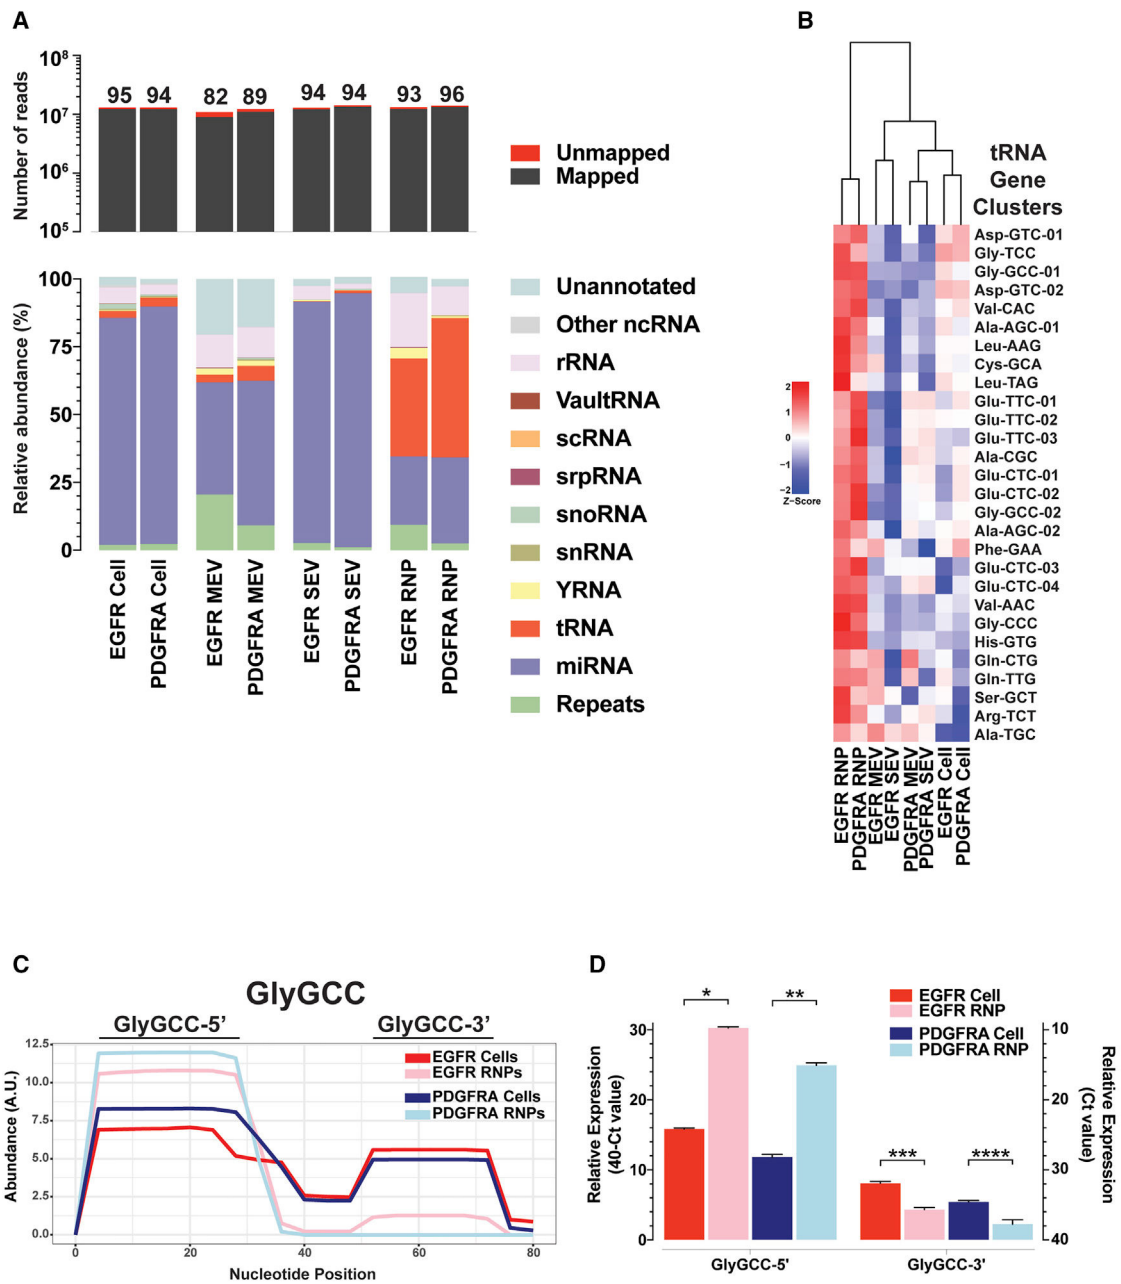 A
Number of reads
10^8
10^7
10^6
10^5
95 94 82 89 94 94 93 96
Unmapped
Mapped
Relative abundance (%)
100
75
50
25
0
EGFR Cell
PDGFRA Cell
EGFR MEV
PDGFRA MEV
EGFR SEV
PDGFRA SEV
EGFR RNP
PDGFRA RNP
Unannotated
Other ncRNA
rRNA
VaultRNA
scRNA
srpRNA
snoRNA
snRNA
YRNA
tRNA
miRNA
Repeats
B
tRNA
Gene
Clusters
Asp-GTC-01
Gly-TCC
Gly-GCC-01
Asp-GTC-02
Val-CAC
Ala-AGC-01
Leu-AAG
Cys-GCA
Leu-TAG
Glu-TTC-01
Glu-TTC-02
Glu-TTC-03
Ala-CGC
Glu-CTC-01
Glu-CTC-02
Gly-GCC-02
Ala-AGC-02
Phe-GAA
Glu-CTC-03
Glu-CTC-04
Val-AAC
Gly-CCC
His-GTG
Gln-CTG
Gln-TTG
Ser-GCT
Arg-TCT
Ala-TGC
2
1
0
−1
−2
Z−Score
EGFR RNP
PDGFRA RNP
EGFR MEV
EGFR SEV
PDGFRA MEV
PDGFRA SEV
EGFR Cell
PDGFRA Cell
C
GlyGCC
GlyGCC-5’
GlyGCC-3’
Abundance (A.U.)
12.5
10.0
7.5
5.0
2.5
0.0
0 20 40 60 80
Nucleotide Position
EGFR Cells
EGFR RNPs
PDGFRA Cells
PDGFRA RNPs
D
EGFR Cell
EGFR RNP
PDGFRA Cell
PDGFRA RNP
* ** *** ****
Relative Expression
(40-Ct value)
30
20
10
0
10
20
30
40
Relative Expression
(Ct value)
GlyGCC-5'
GlyGCC-3'